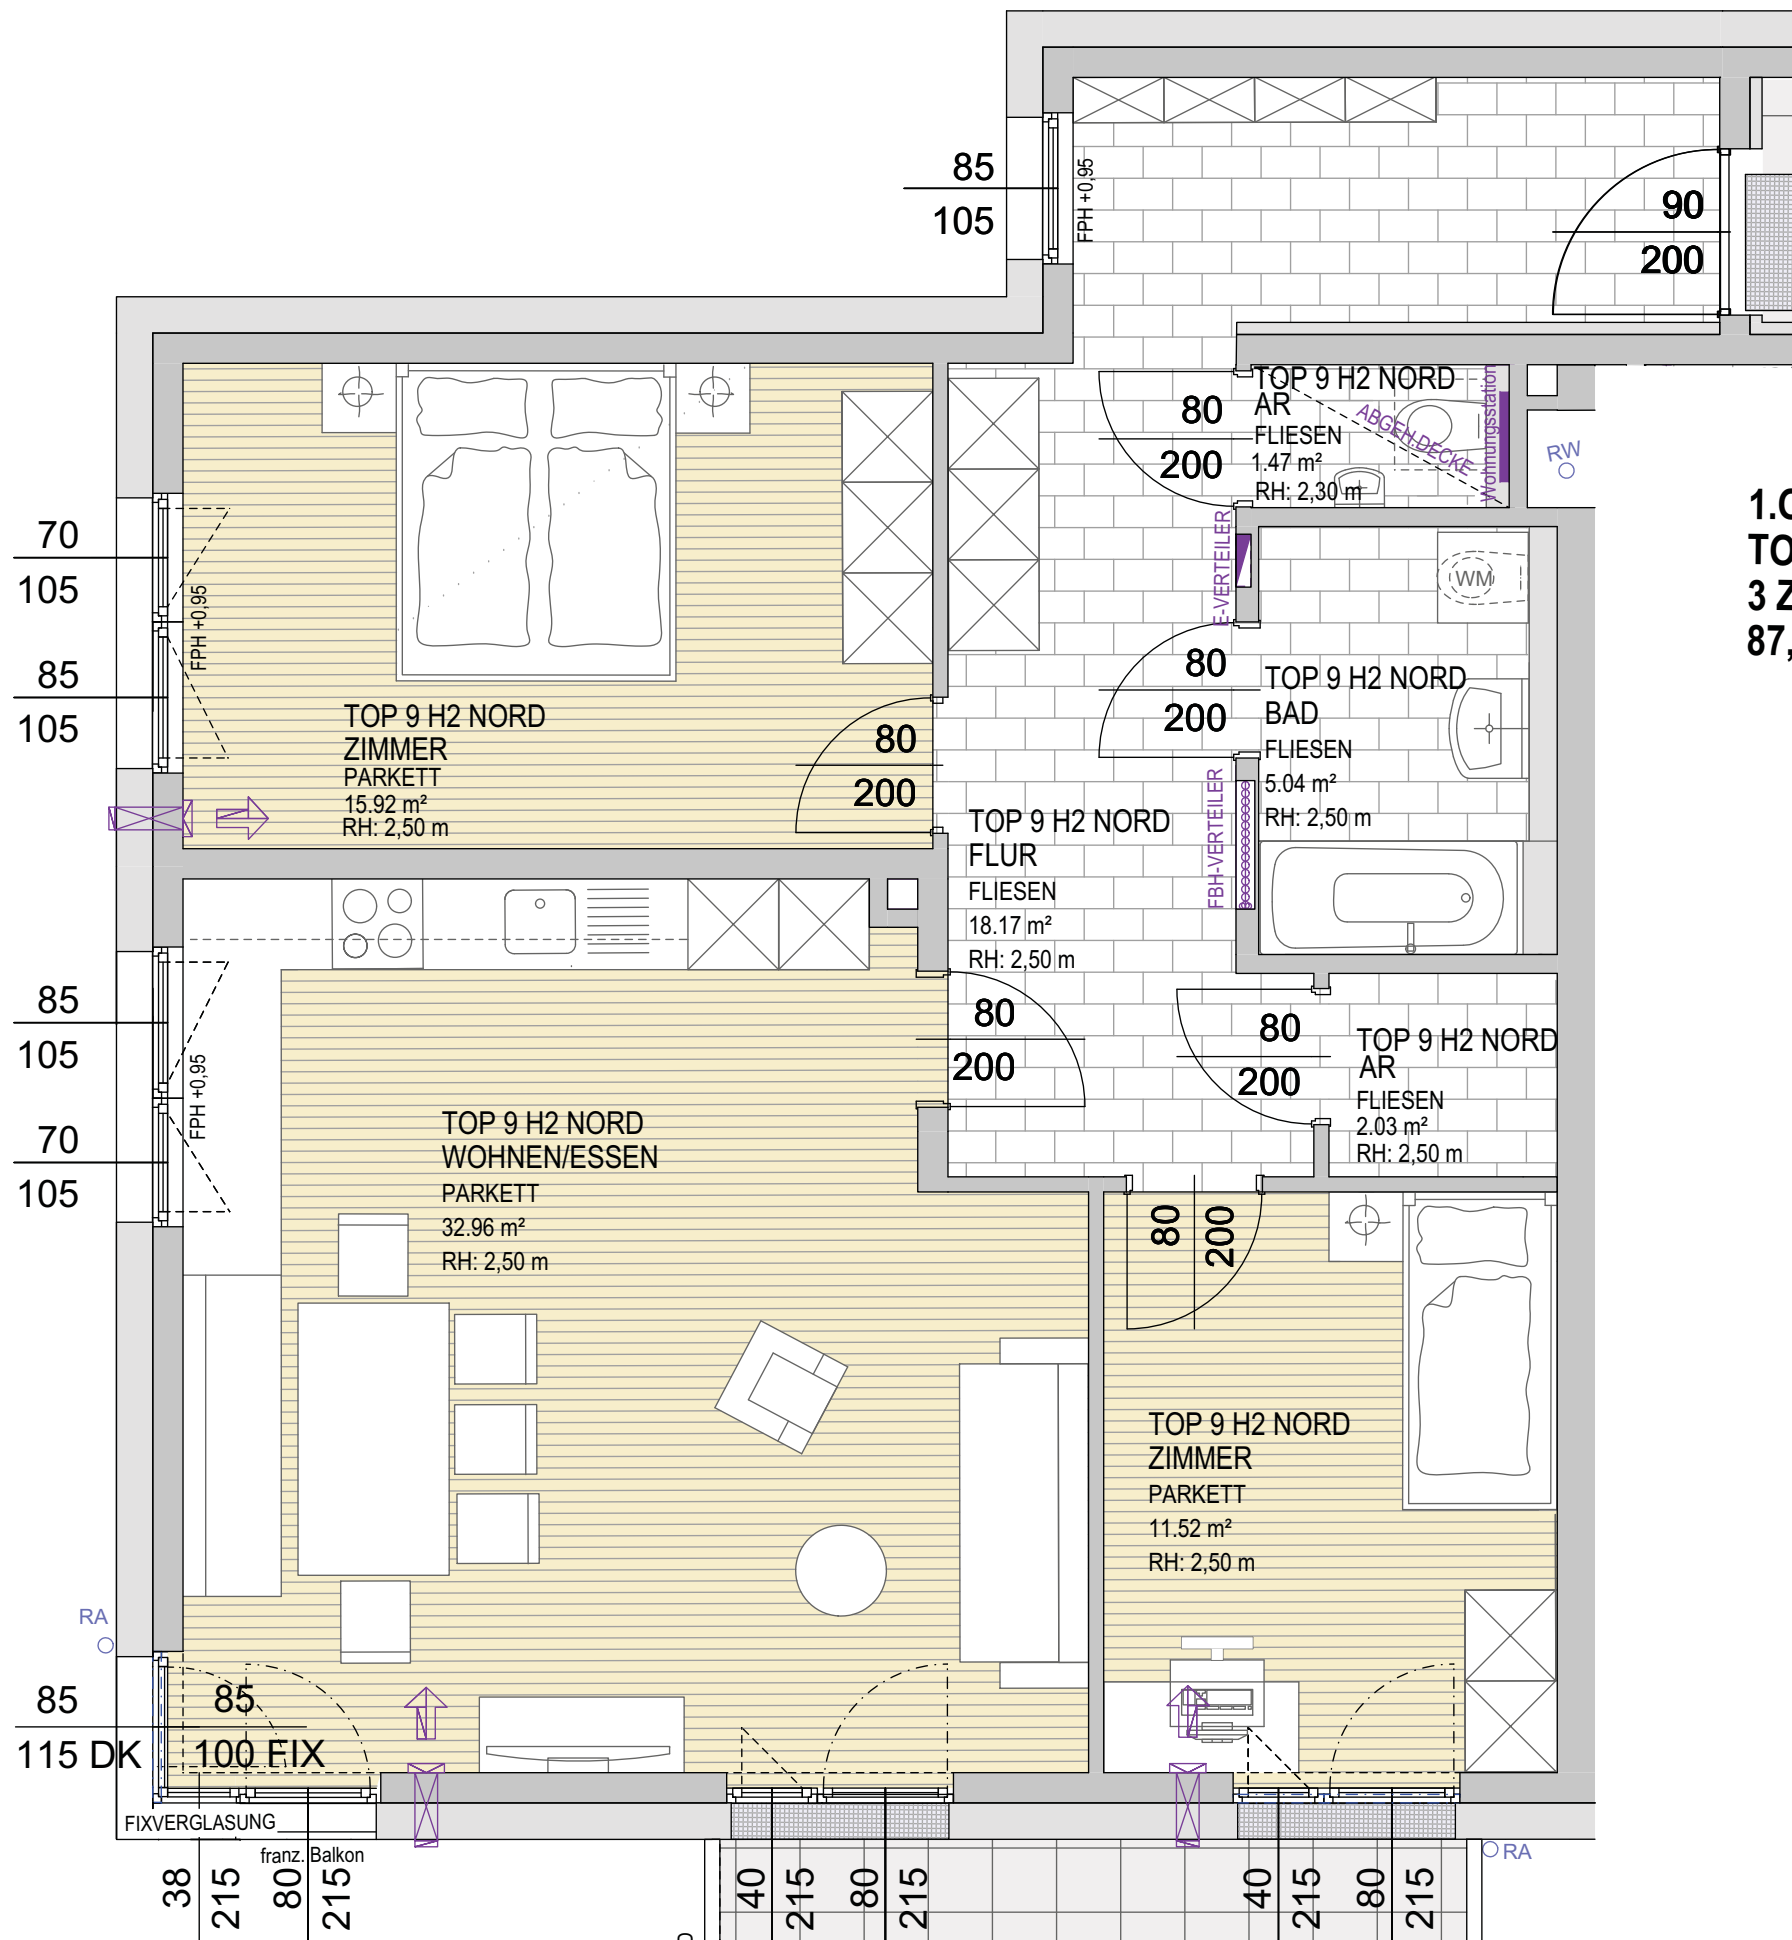 85
105
FPH +0,95
90
200
TOP 9 H2 NORD
AR
FLIESEN
1.47 m²
RH: 2,30 m
ABGEH.DECKE
Wohnungsstation
80
200
RW
E-VERTEILER
70
105
85
105
FPH +0,95
TOP 9 H2 NORD
ZIMMER
PARKETT
15.92 m²
RH: 2,50 m
80
200
80
200
WM
TOP 9 H2 NORD
BAD
FLIESEN
5.04 m²
RH: 2,50 m
FBH-VERTEILER
TOP 9 H2 NORD
FLUR
FLIESEN
18.17 m²
RH: 2,50 m
3 Z
87,
85
105
70
105
FPH +0,95
80
200
80
200
TOP 9 H2 NORD
AR
FLIESEN
2.03 m²
RH: 2,50 m
TOP 9 H2 NORD
WOHNEN/ESSEN
PARKETT
32.96 m²
RH: 2,50 m
80
200
TOP 9 H2 NORD
ZIMMER
PARKETT
11.52 m²
RH: 2,50 m
RA
85
115 DK
85
100 FIX
FIXVERGLASUNG
franz. Balkon
38
215
80
215
40
215
80
215
40
215
80
215
RA